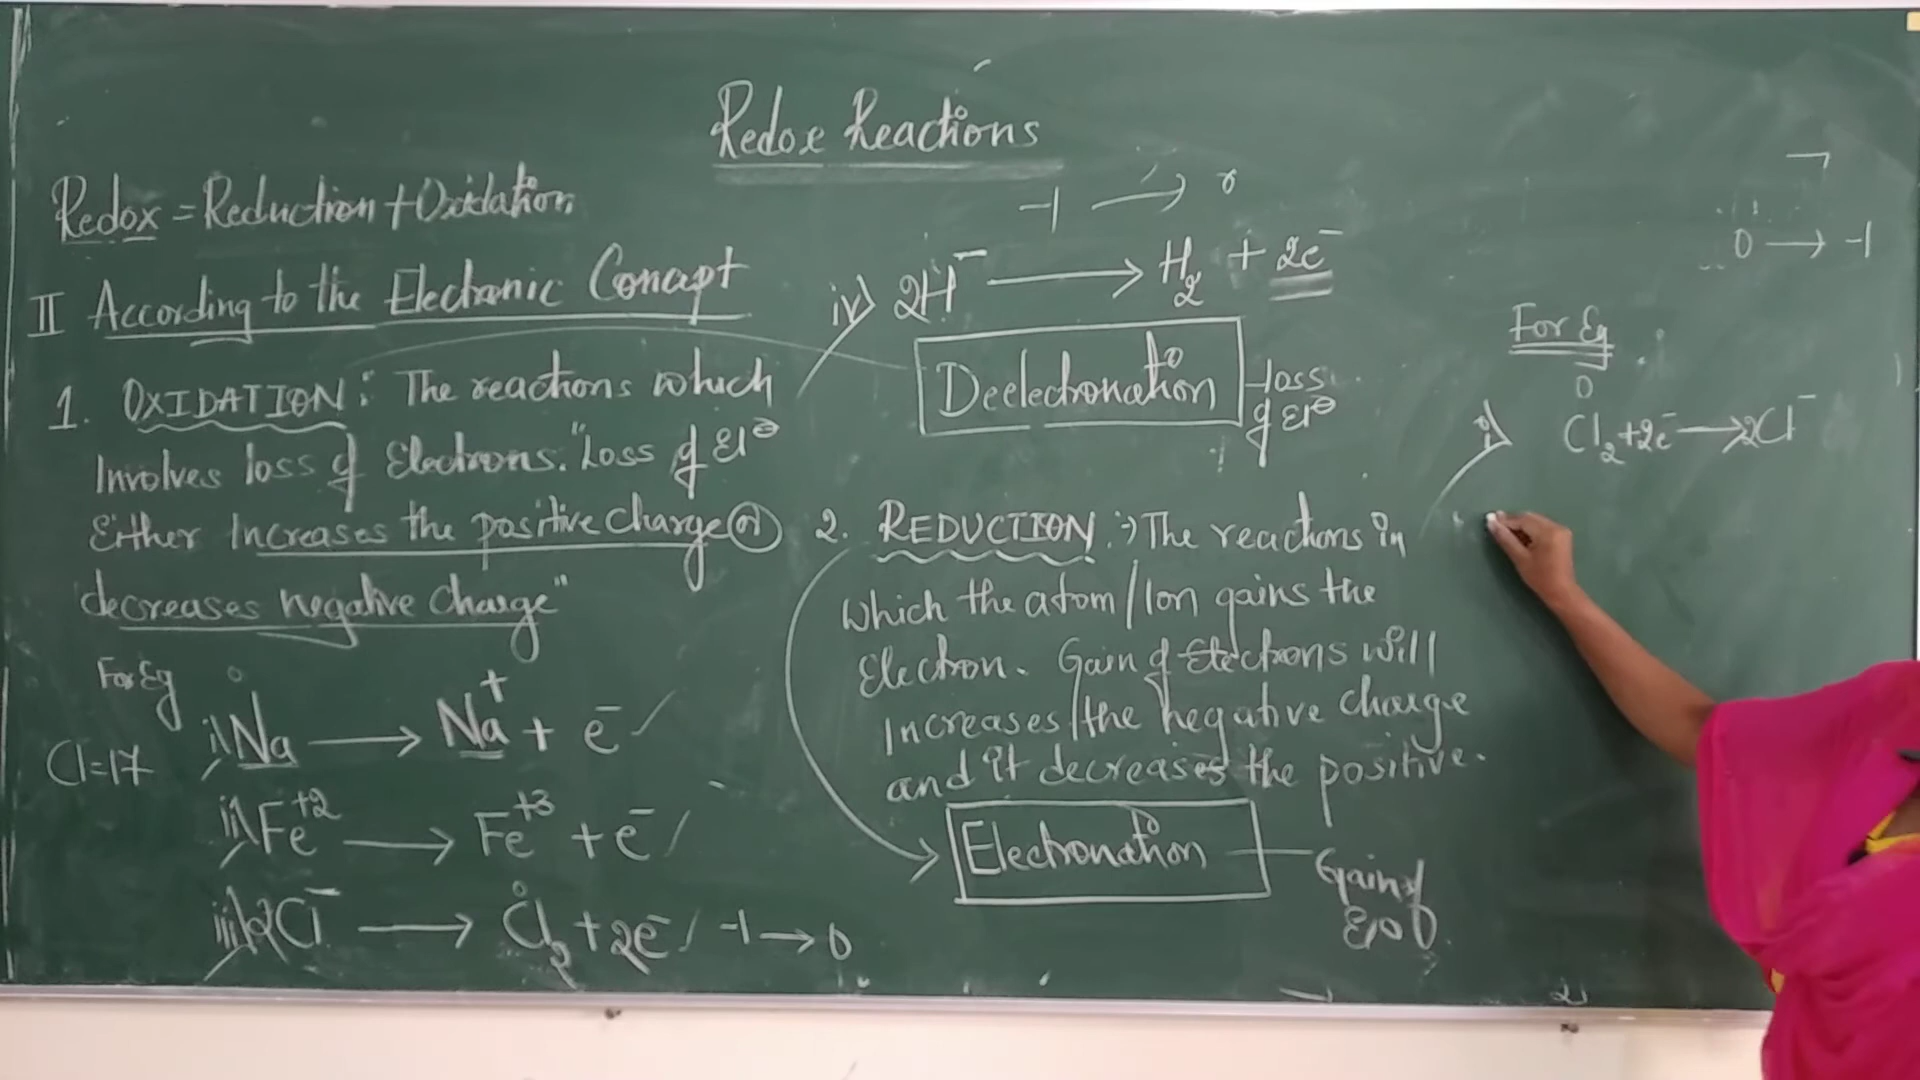 Redox Reactions
Redox = Reduction + Oxidation
II According to the Electronic Concept
1. OXIDATION: The reactions which
Involves loss of Electrons. "Loss of El⊖
Either Increases the positive charge or
decreases negative charge"
For Eg
Cl=17
i) Na ⟶ Na⁺ + e⁻
ii) Fe⁺² ⟶ Fe⁺³ + e⁻
iii) 2Cl⁻ ⟶ Cl₂ + 2e⁻ -1 → 0
-1 → 0
iv) 2H⁻ ⟶ H₂ + 2e⁻
Deelectronation
loss
of El⊖
2. REDUCTION :→ The reactions in
which the atom/Ion gains the
Electron. Gain of Electrons will
Increases the negative charge
and it decreases the positive.
Electronation
Gain of
0 → -1
For Eg
0
i) Cl₂ + 2e⁻ → 2Cl⁻